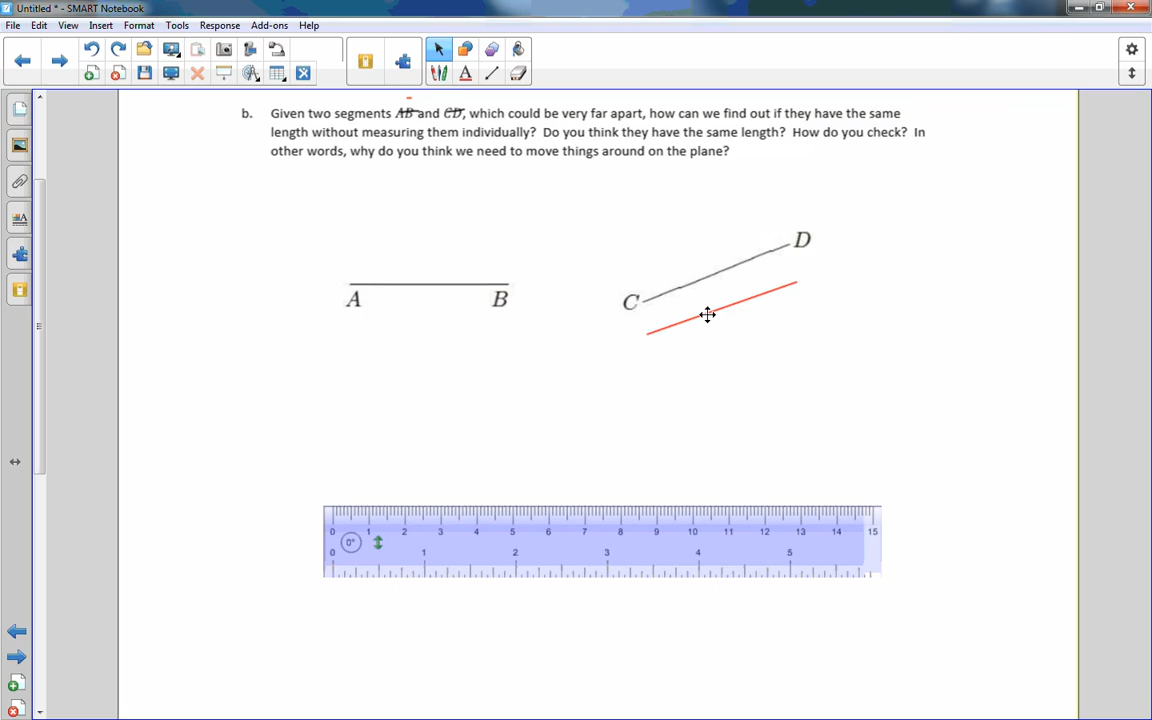 Untitled * - SMART Notebook
File Edit View Insert Format Tools Response Add-ons Help
b. Given two segments AB and CD, which could be very far apart, how can we find out if they have the same
length without measuring them individually? Do you think they have the same length? How do you check? In
other words, why do you think we need to move things around on the plane?
D
A B C
0 1 2 3 4 5 6 7 8 9 10 11 12 13 14 15
0°
0 1 2 3 4 5